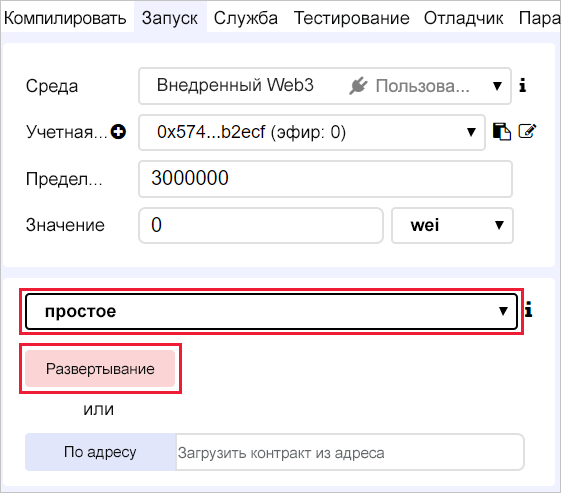 Компилировать Запуск Служба Тестирование Отладчик Пара
Среда Внедренный Web3 Пользова...
Учетная... 0x574...b2ecf (эфир: 0)
Предел... 3000000
Значение 0 wei
простое
Развертывание
или
По адресу Загрузить контракт из адреса